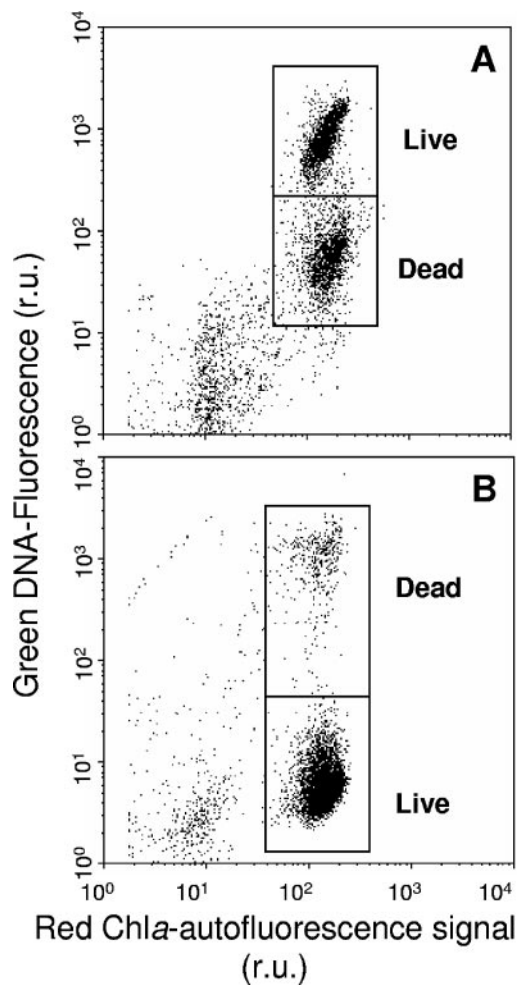 A
10⁴
10³
10²
10¹
10⁰
Live
Dead
Green DNA-Fluorescence (r.u.)
B
10⁴
10³
10²
10¹
10⁰
Dead
Live
10⁰ 10¹ 10² 10³ 10⁴
Red Chla-autofluorescence signal
(r.u.)